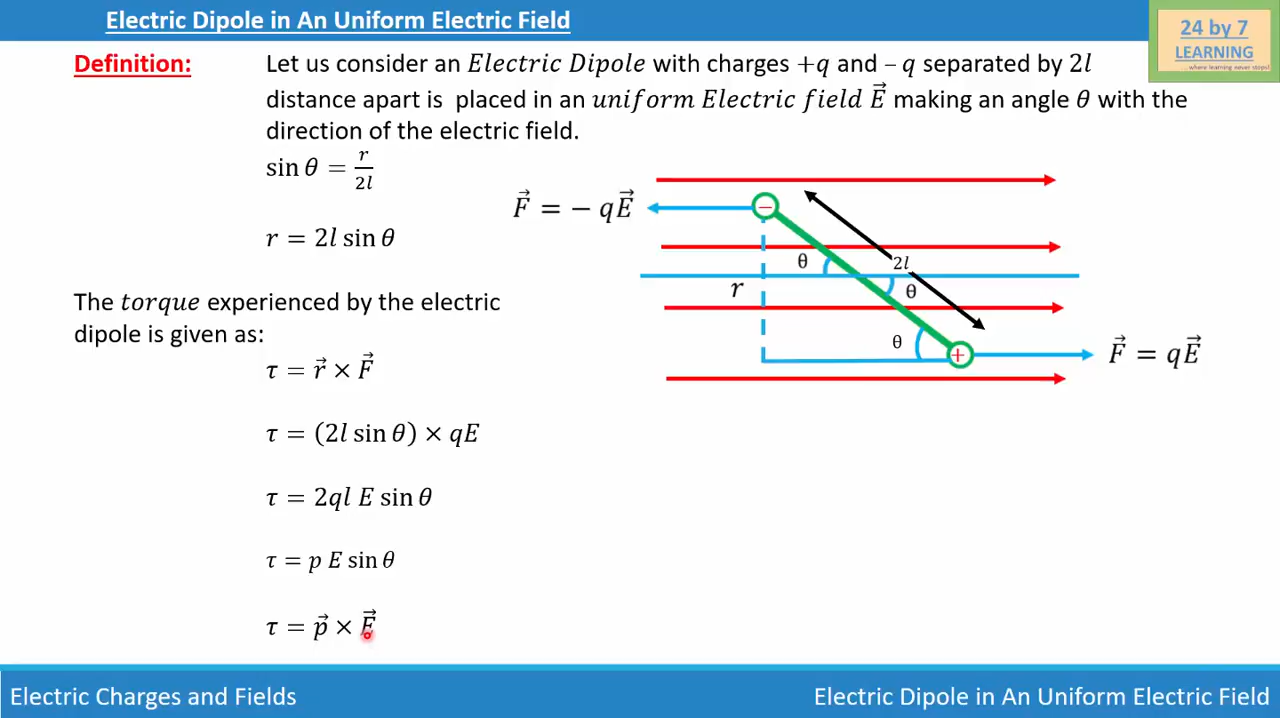 Electric Dipole in An Uniform Electric Field
24 by 7
LEARNING
...where learning never stops!
Definition:
Let us consider an Electric Dipole with charges +q and – q separated by 2l
distance apart is placed in an uniform Electric field E⃗ making an angle θ with the
direction of the electric field.
sin θ = r/2l
r = 2l sin θ
The torque experienced by the electric
dipole is given as:
τ = r⃗ × F⃗
τ = (2l sin θ) × qE
τ = 2ql E sin θ
τ = p E sin θ
τ = p⃗ × E⃗
F⃗ = − qE⃗
−
θ
2l
θ
r
θ
+
F⃗ = qE⃗
Electric Charges and Fields
Electric Dipole in An Uniform Electric Field